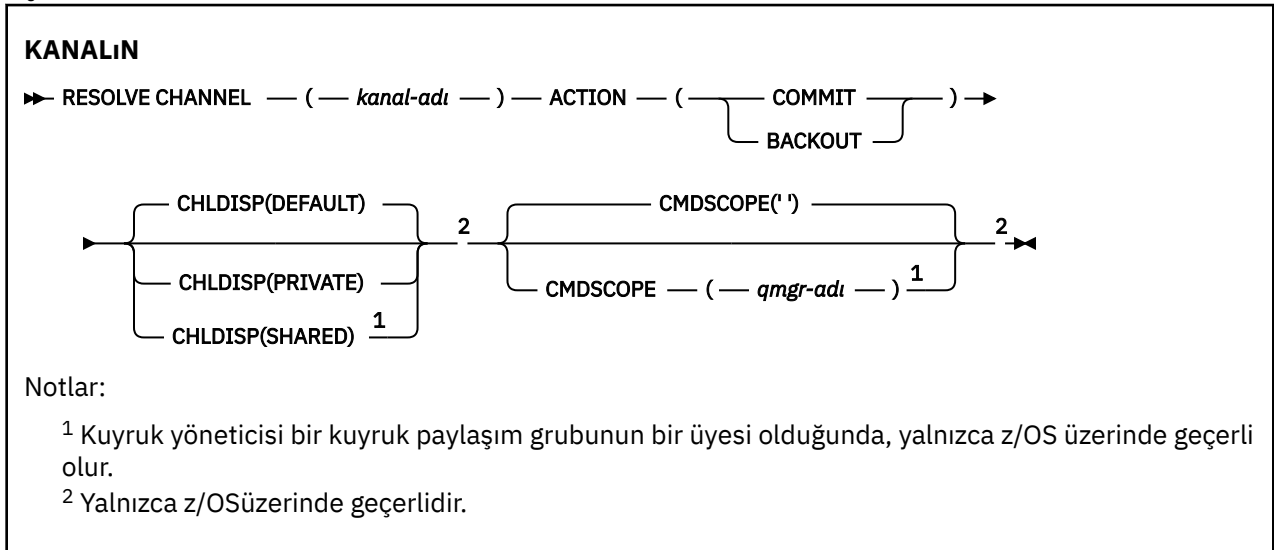 KANALıN
RESOLVE CHANNEL ( kanal-adı ) ACTION ( COMMIT )
BACKOUT
CHLDISP(DEFAULT) CMDSCOPE(' ')
2 2
CHLDISP(PRIVATE) CMDSCOPE ( qmgr-adı ) 1
CHLDISP(SHARED) 1
Notlar:
1 Kuyruk yöneticisi bir kuyruk paylaşım grubunun bir üyesi olduğunda, yalnızca z/OS üzerinde geçerli
olur.
2 Yalnızca z/OSüzerinde geçerlidir.